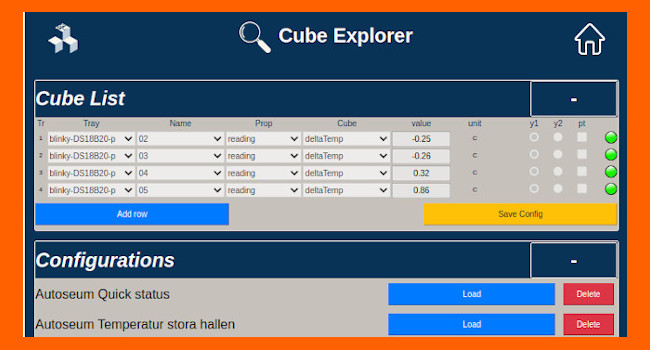 Cube Explorer
Cube List -
Tr Tray Name Prop Cube value unit y1 y2 pt
1 blinky-DS18B20-p 02 reading deltaTemp -0.25 C
2 blinky-DS18B20-p 03 reading deltaTemp -0.26 C
3 blinky-DS18B20-p 04 reading deltaTemp 0.32 C
4 blinky-DS18B20-p 05 reading deltaTemp 0.86 C
Add row Save Config
Configurations -
Autoseum Quick status Load Delete
Autoseum Temperatur stora hallen Load Delete